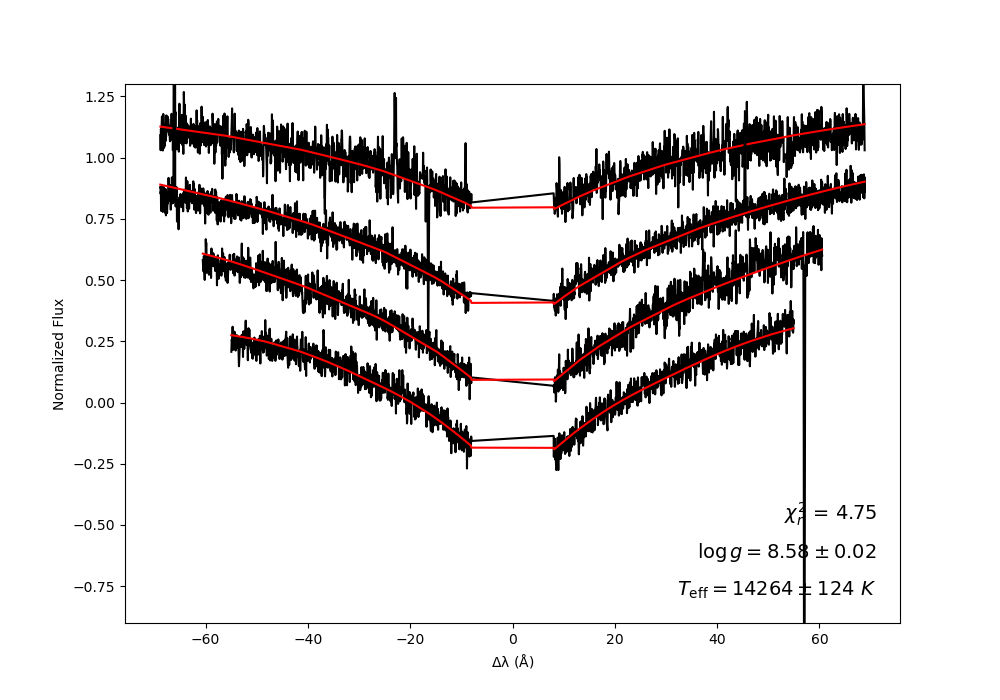 1.25
1.00
0.75
0.50
0.25
0.00
−0.25
−0.50
−0.75
Normalized Flux
χ²ᵣ = 4.75
log g = 8.58 ± 0.02
T_eff = 14264 ± 124 K
−60 −40 −20 0 20 40 60
Δλ (Å)